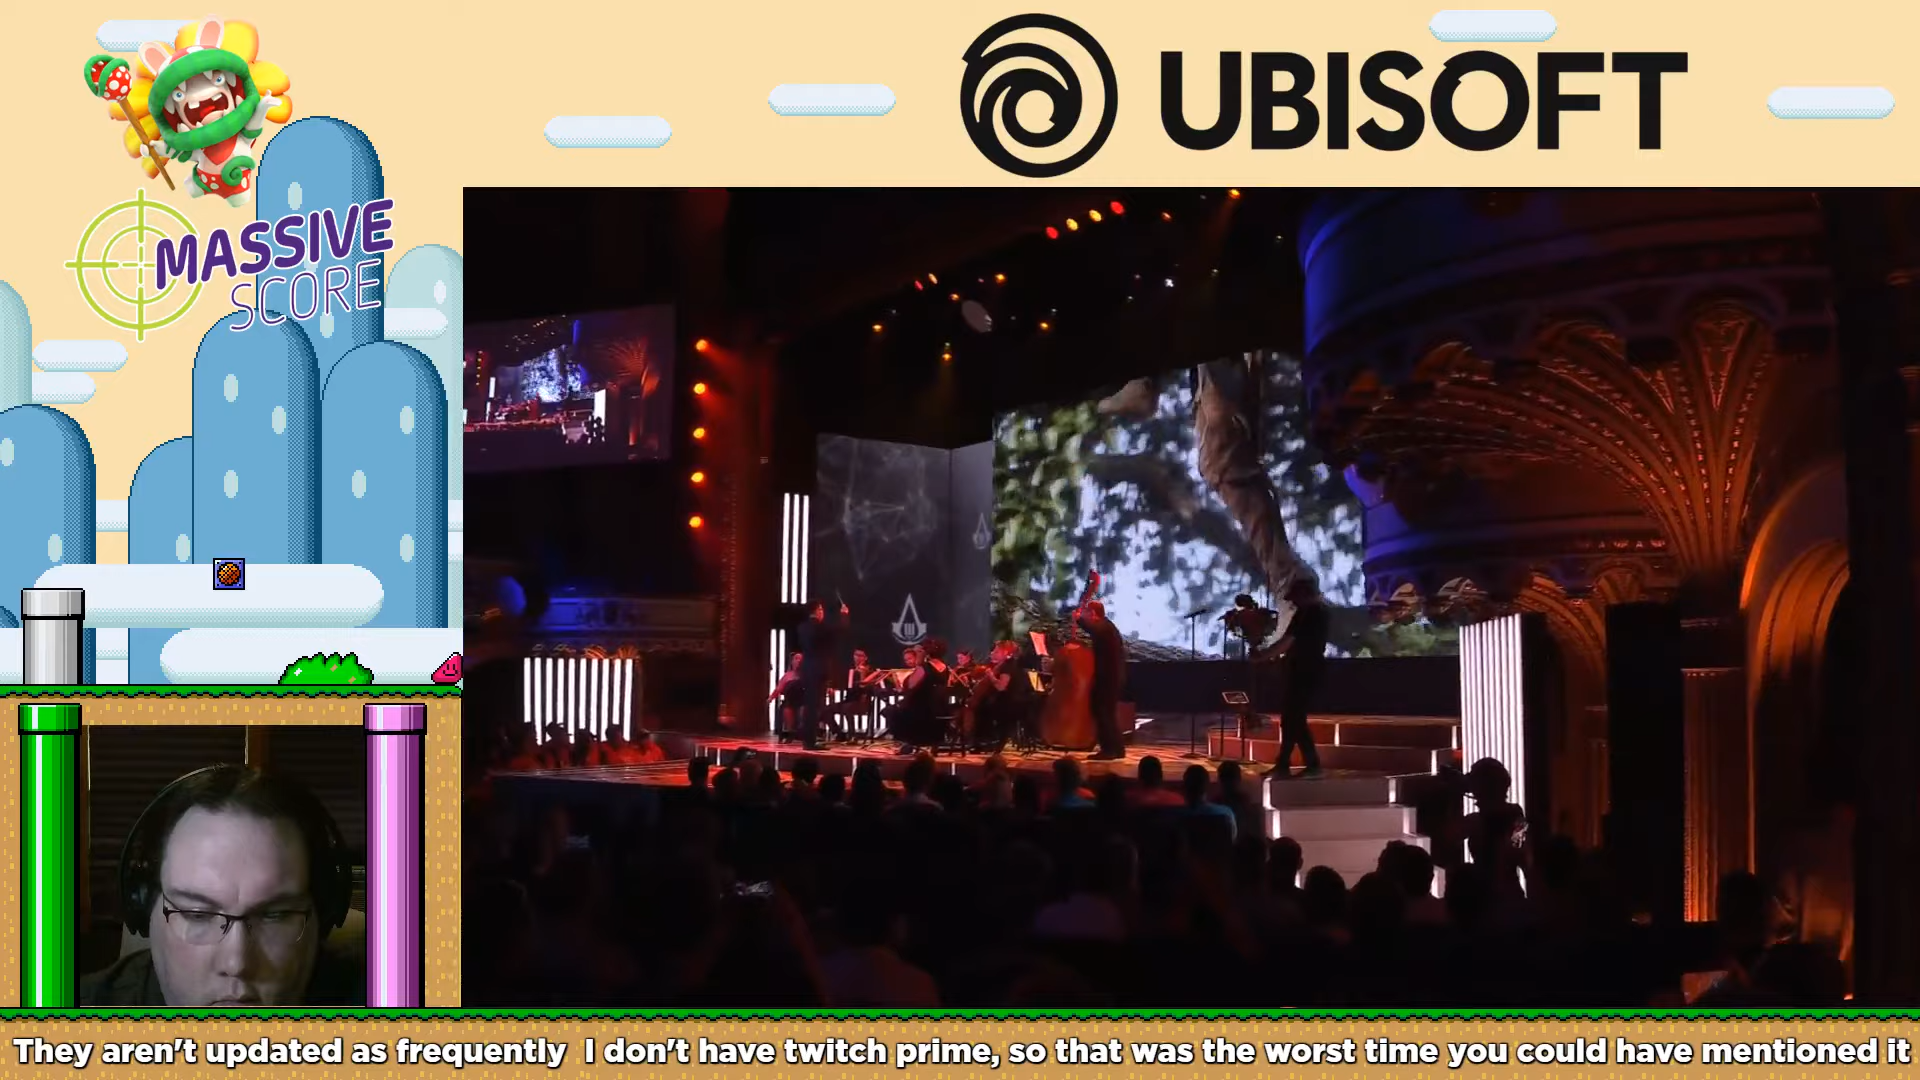 UBISOFT
MASSIVE
SCORE
They aren't updated as frequently  I don't have twitch prime, so that was the worst time you could have mentioned it